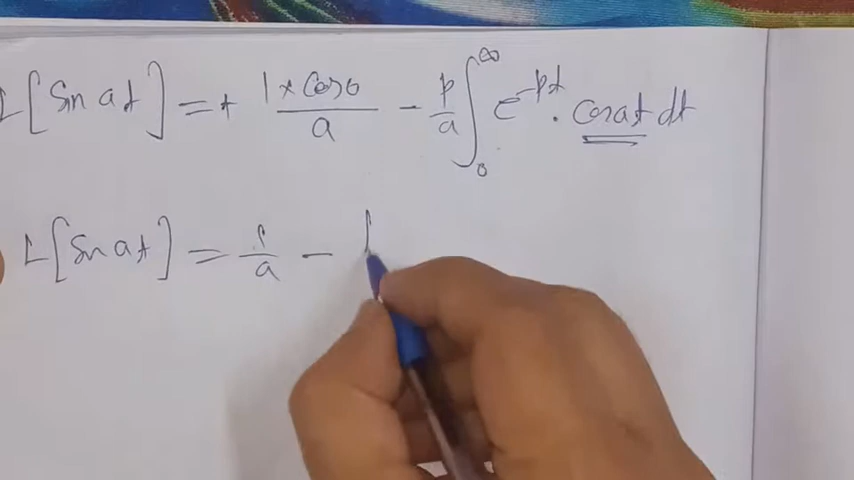 L[Sin at] = + 1 × Cos0 / a - p/a ∫₀^∞ e^-pt . cosat dt
L[Sin at] = 1/a -